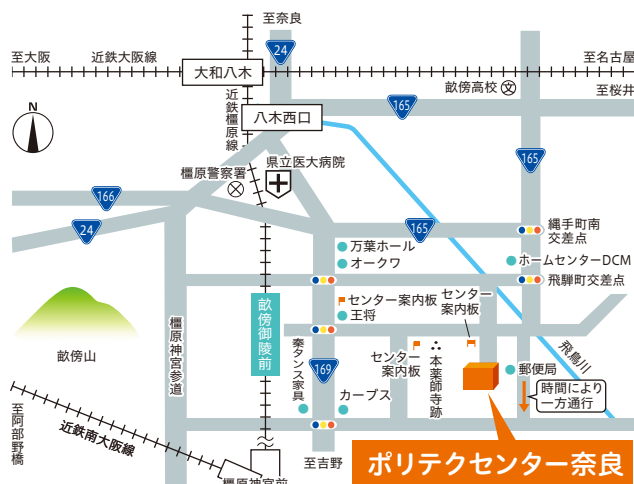 至奈良
24
至大阪
近鉄大阪線
至名古屋
大和八木
畝傍高校
文
至桜井
近鉄橿原線
八木西口
165
N
165
県立医大病院
橿原警察署
166
24
165
縄手町南
交差点
万葉ホール
オークワ
ホームセンターDCM
飛騨町交差点
センター案内板
王将
センター
案内板
畝傍御陵前
橿原神宮参道
畝傍山
秦タンス家具
169
センター
案内板
本薬師寺跡
飛鳥川
郵便局
時間により
一方通行
カーブス
至阿部野橋
近鉄南大阪線
至吉野
橿原神宮前
ポリテクセンター奈良